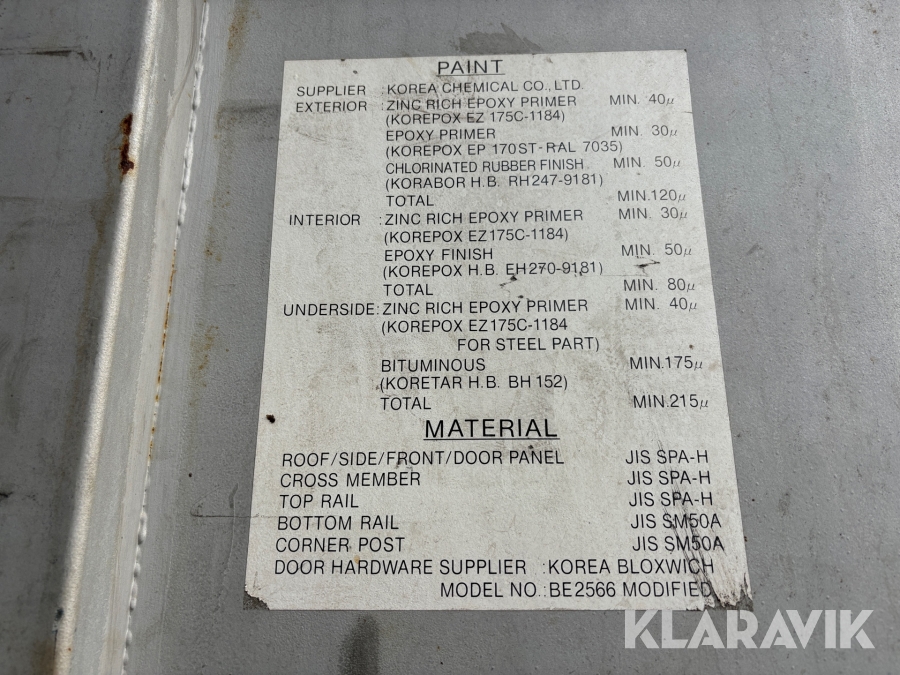 PAINT
SUPPLIER : KOREA CHEMICAL CO., LTD
EXTERIOR : ZINC RICH EPOXY PRIMER MIN. 40μ
(KOREPOX EZ 175C-1184)
EPOXY PRIMER MIN. 30μ
(KOREPOX EP 170ST-RAL 7035)
CHLORINATED RUBBER FINISH MIN. 50μ
(KORABOR H.B. RH247-9181)
TOTAL MIN.120μ
INTERIOR : ZINC RICH EPOXY PRIMER MIN. 30μ
(KOREPOX EZ175C-1184)
EPOXY FINISH MIN. 50μ
(KOREPOX H.B. EH270-9181)
TOTAL MIN. 80μ
UNDERSIDE: ZINC RICH EPOXY PRIMER MIN. 40μ
(KOREPOX EZ175C-1184
FOR STEEL PART)
BITUMINOUS MIN.175μ
(KORETAR H.B. BH152)
TOTAL MIN.215μ
MATERIAL
ROOF/SIDE/FRONT/DOOR PANEL JIS SPA-H
CROSS MEMBER JIS SPA-H
TOP RAIL JIS SPA-H
BOTTOM RAIL JIS SM50A
CORNER POST JIS SM50A
DOOR HARDWARE SUPPLIER : KOREA BLOXWICH
MODEL NO.: BE2566 MODIFIED
KLARAVIK